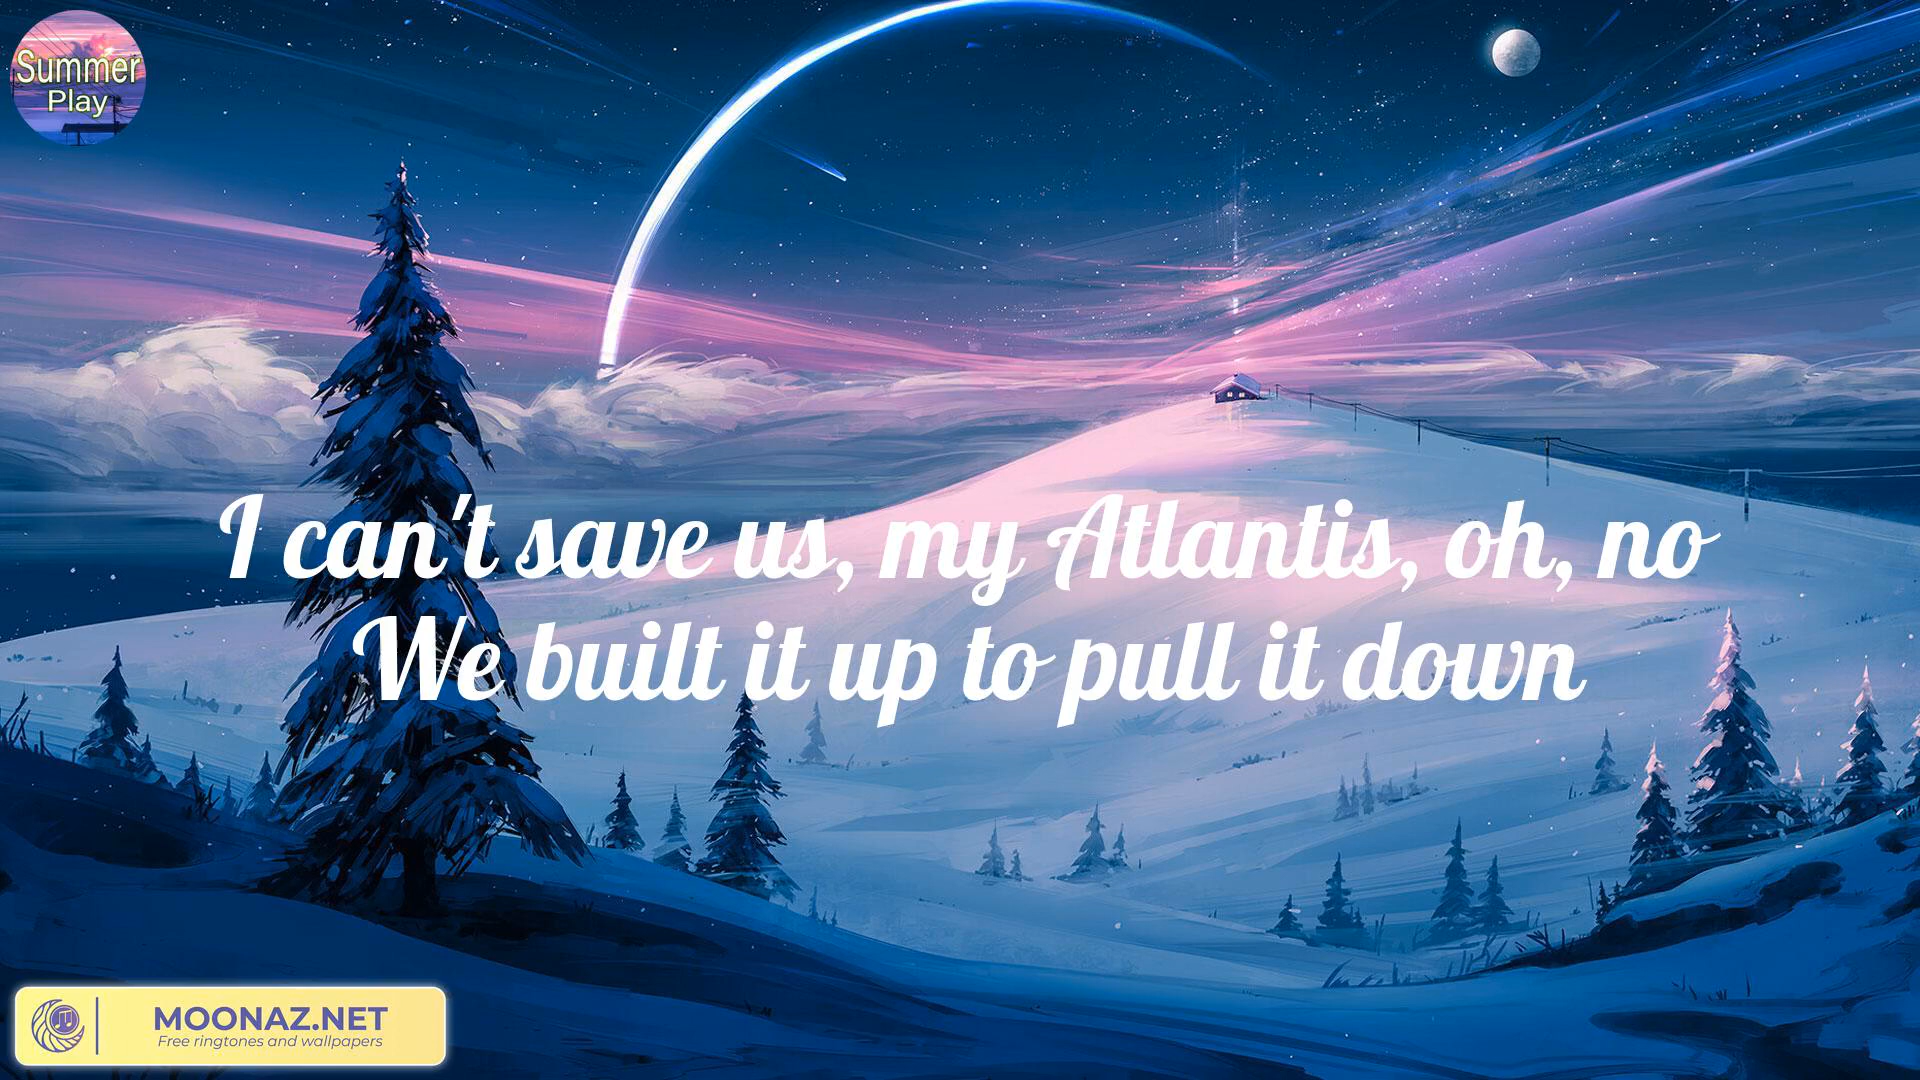 Summer
Play
I can't save us, my Atlantis, oh, no
We built it up to pull it down
MOONAZ.NET
Free ringtones and wallpapers